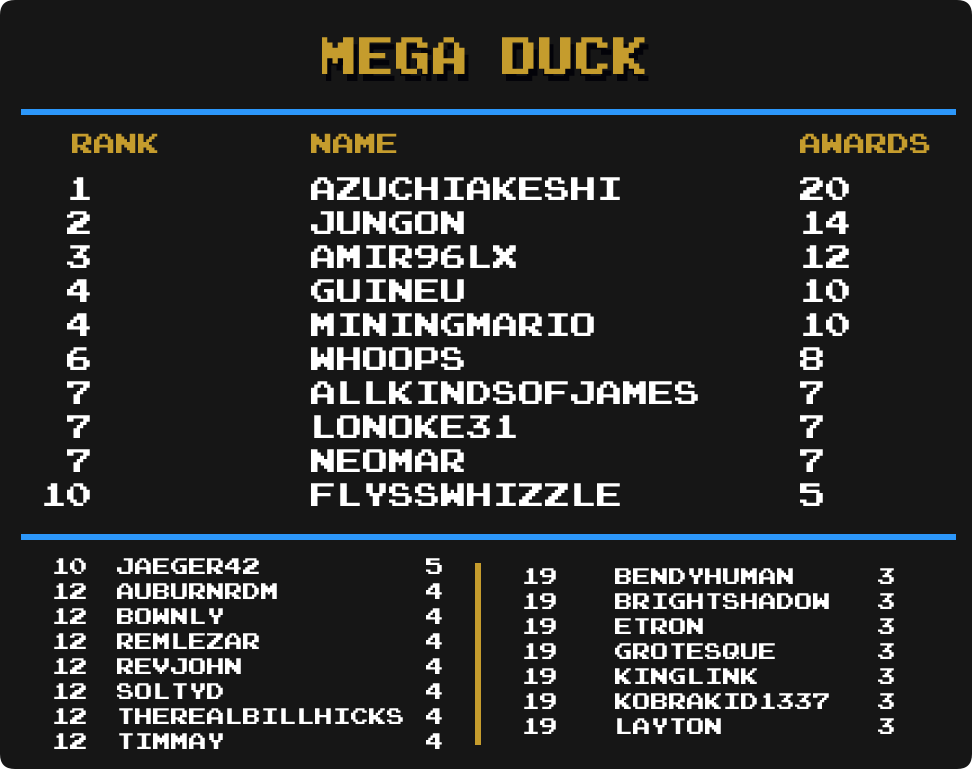 MEGA DUCK
RANK NAME AWARDS
1 AZUCHIAKESHI 20
2 JUNGON 14
3 AMIR96LX 12
4 GUINEU 10
4 MININGMARIO 10
6 WHOOPS 8
7 ALLKINDSOFJAMES 7
7 LONOKE31 7
7 NEOMAR 7
10 FLYSSWHIZZLE 5
10 JAEGER42 5
12 AUBURNRDM 4
12 BOWNLY 4
12 REMLEZAR 4
12 REVJOHN 4
12 SOLTYD 4
12 THEREALBILLHICKS 4
12 TIMMAY 4
19 BENDYHUMAN 3
19 BRIGHTSHADOW 3
19 ETRON 3
19 GROTESQUE 3
19 KINGLINK 3
19 KOBRAKID1337 3
19 LAYTON 3